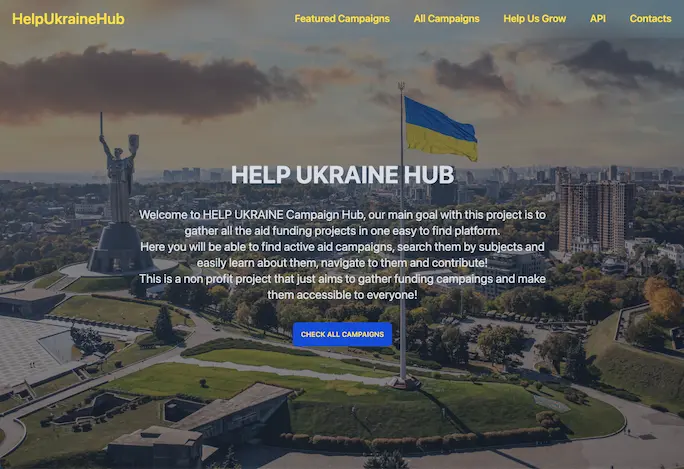 HelpUkraineHub
Featured Campaigns
All Campaigns
Help Us Grow
API
Contacts
HELP UKRAINE HUB
Welcome to HELP UKRAINE Campaign Hub, our main goal with this project is to
gather all the aid funding projects in one easy to find platform.
Here you will be able to find active aid campaigns, search them by subjects and
easily learn about them, navigate to them and contribute!
This is a non profit project that just aims to gather funding campaings and make
them accessible to everyone!
CHECK ALL CAMPAIGNS